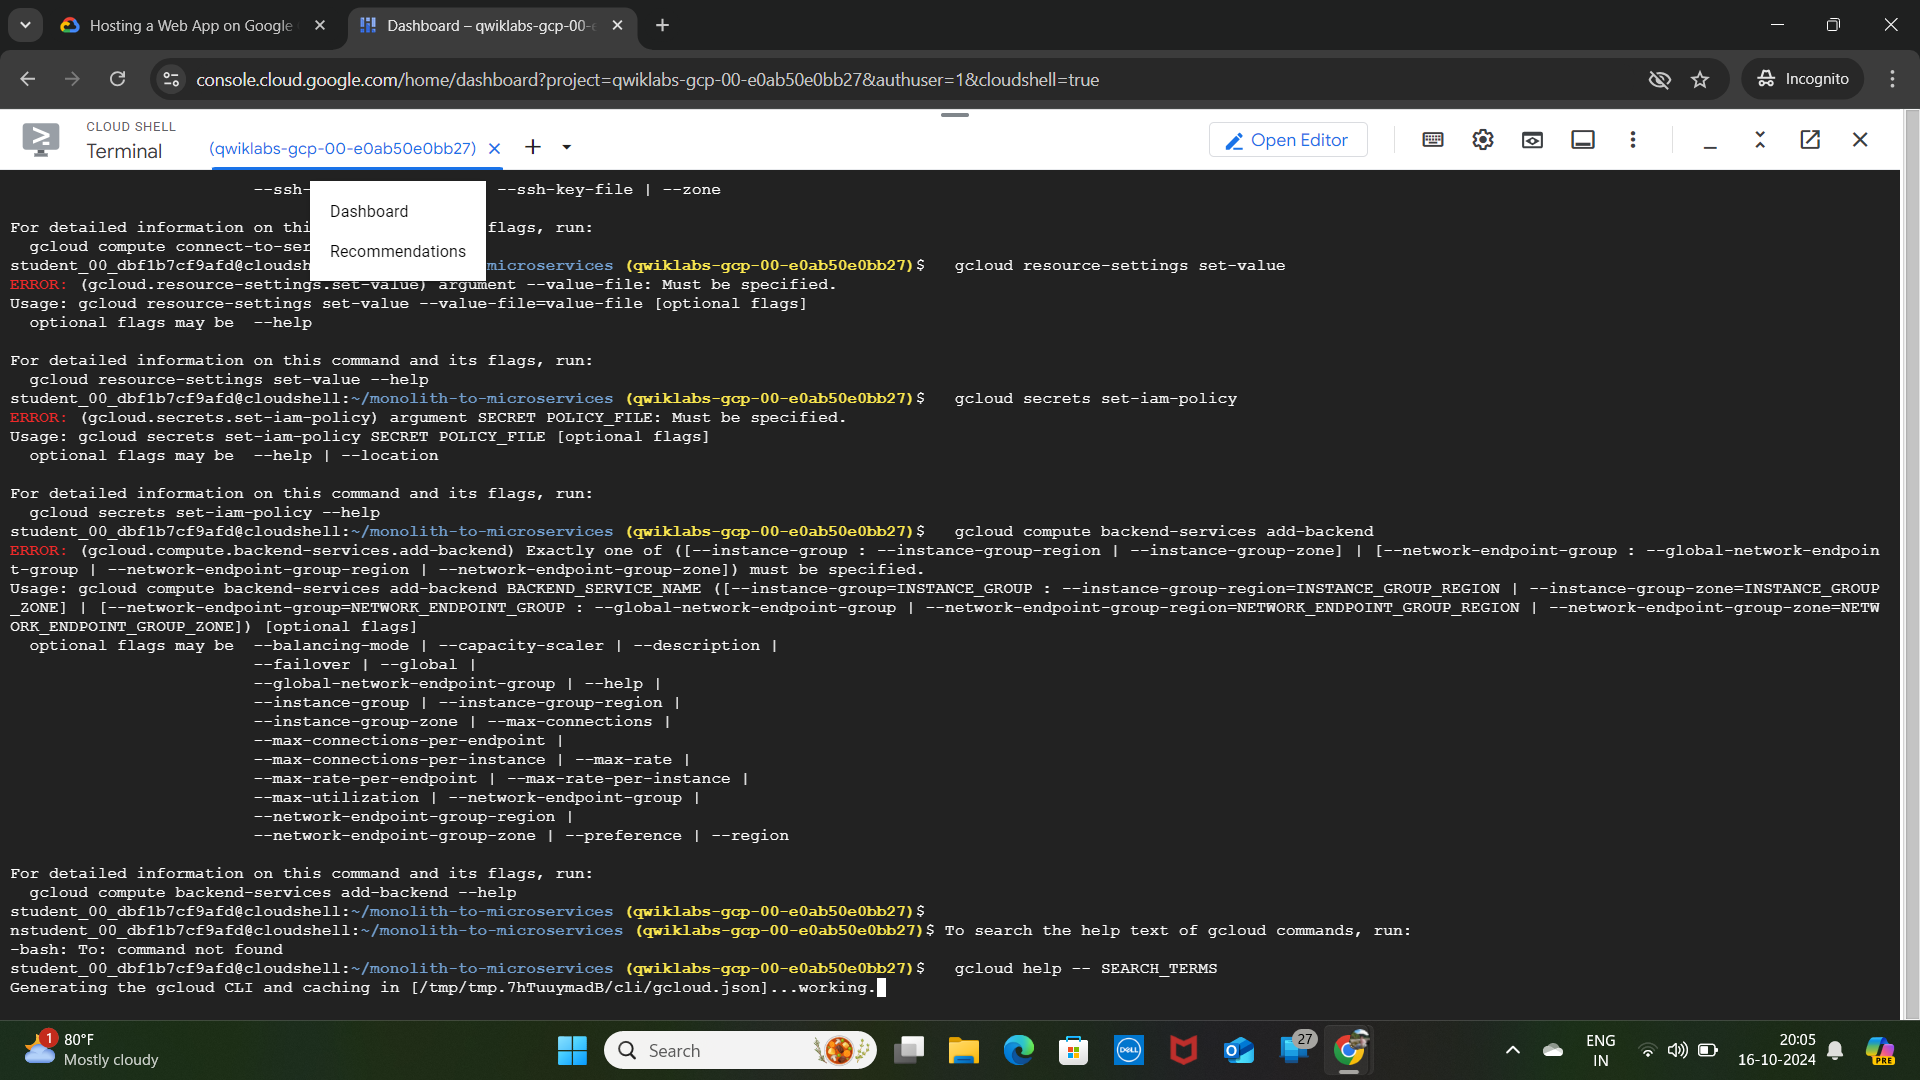 Hosting a Web App on Google
Dashboard – qwiklabs-gcp-00-e
console.cloud.google.com/home/dashboard?project=qwiklabs-gcp-00-e0ab50e0bb27&authuser=1&cloudshell=true
Incognito
CLOUD SHELL
Terminal
(qwiklabs-gcp-00-e0ab50e0bb27)
Open Editor
--ssh- --ssh-key-file | --zone
Dashboard
For detailed information on thi flags, run:
gcloud compute connect-to-ser
Recommendations
student_00_dbf1b7cf9afd@cloudsh microservices (qwiklabs-gcp-00-e0ab50e0bb27)$ gcloud resource-settings set-value
ERROR: (gcloud.resource-settings.set-value) argument --value-file: Must be specified.
Usage: gcloud resource-settings set-value --value-file=value-file [optional flags]
optional flags may be --help
For detailed information on this command and its flags, run:
gcloud resource-settings set-value --help
student_00_dbf1b7cf9afd@cloudshell:~/monolith-to-microservices (qwiklabs-gcp-00-e0ab50e0bb27)$ gcloud secrets set-iam-policy
ERROR: (gcloud.secrets.set-iam-policy) argument SECRET POLICY_FILE: Must be specified.
Usage: gcloud secrets set-iam-policy SECRET POLICY_FILE [optional flags]
optional flags may be --help | --location
For detailed information on this command and its flags, run:
gcloud secrets set-iam-policy --help
student_00_dbf1b7cf9afd@cloudshell:~/monolith-to-microservices (qwiklabs-gcp-00-e0ab50e0bb27)$ gcloud compute backend-services add-backend
ERROR: (gcloud.compute.backend-services.add-backend) Exactly one of ([--instance-group : --instance-group-region | --instance-group-zone] | [--network-endpoint-group : --global-network-endpoin
t-group | --network-endpoint-group-region | --network-endpoint-group-zone]) must be specified.
Usage: gcloud compute backend-services add-backend BACKEND_SERVICE_NAME ([--instance-group=INSTANCE_GROUP : --instance-group-region=INSTANCE_GROUP_REGION | --instance-group-zone=INSTANCE_GROUP
_ZONE] | [--network-endpoint-group=NETWORK_ENDPOINT_GROUP : --global-network-endpoint-group | --network-endpoint-group-region=NETWORK_ENDPOINT_GROUP_REGION | --network-endpoint-group-zone=NETW
ORK_ENDPOINT_GROUP_ZONE]) [optional flags]
optional flags may be --balancing-mode | --capacity-scaler | --description |
--failover | --global |
--global-network-endpoint-group | --help |
--instance-group | --instance-group-region |
--instance-group-zone | --max-connections |
--max-connections-per-endpoint |
--max-connections-per-instance | --max-rate |
--max-rate-per-endpoint | --max-rate-per-instance |
--max-utilization | --network-endpoint-group |
--network-endpoint-group-region |
--network-endpoint-group-zone | --preference | --region
For detailed information on this command and its flags, run:
gcloud compute backend-services add-backend --help
student_00_dbf1b7cf9afd@cloudshell:~/monolith-to-microservices (qwiklabs-gcp-00-e0ab50e0bb27)$
nstudent_00_dbf1b7cf9afd@cloudshell:~/monolith-to-microservices (qwiklabs-gcp-00-e0ab50e0bb27)$ To search the help text of gcloud commands, run:
-bash: To: command not found
student_00_dbf1b7cf9afd@cloudshell:~/monolith-to-microservices (qwiklabs-gcp-00-e0ab50e0bb27)$ gcloud help -- SEARCH_TERMS
Generating the gcloud CLI and caching in [/tmp/tmp.7hTuuymadB/cli/gcloud.json]...working.
1
80°F
Mostly cloudy
Search
DELL
27
ENG
IN
20:05
16-10-2024
PRE